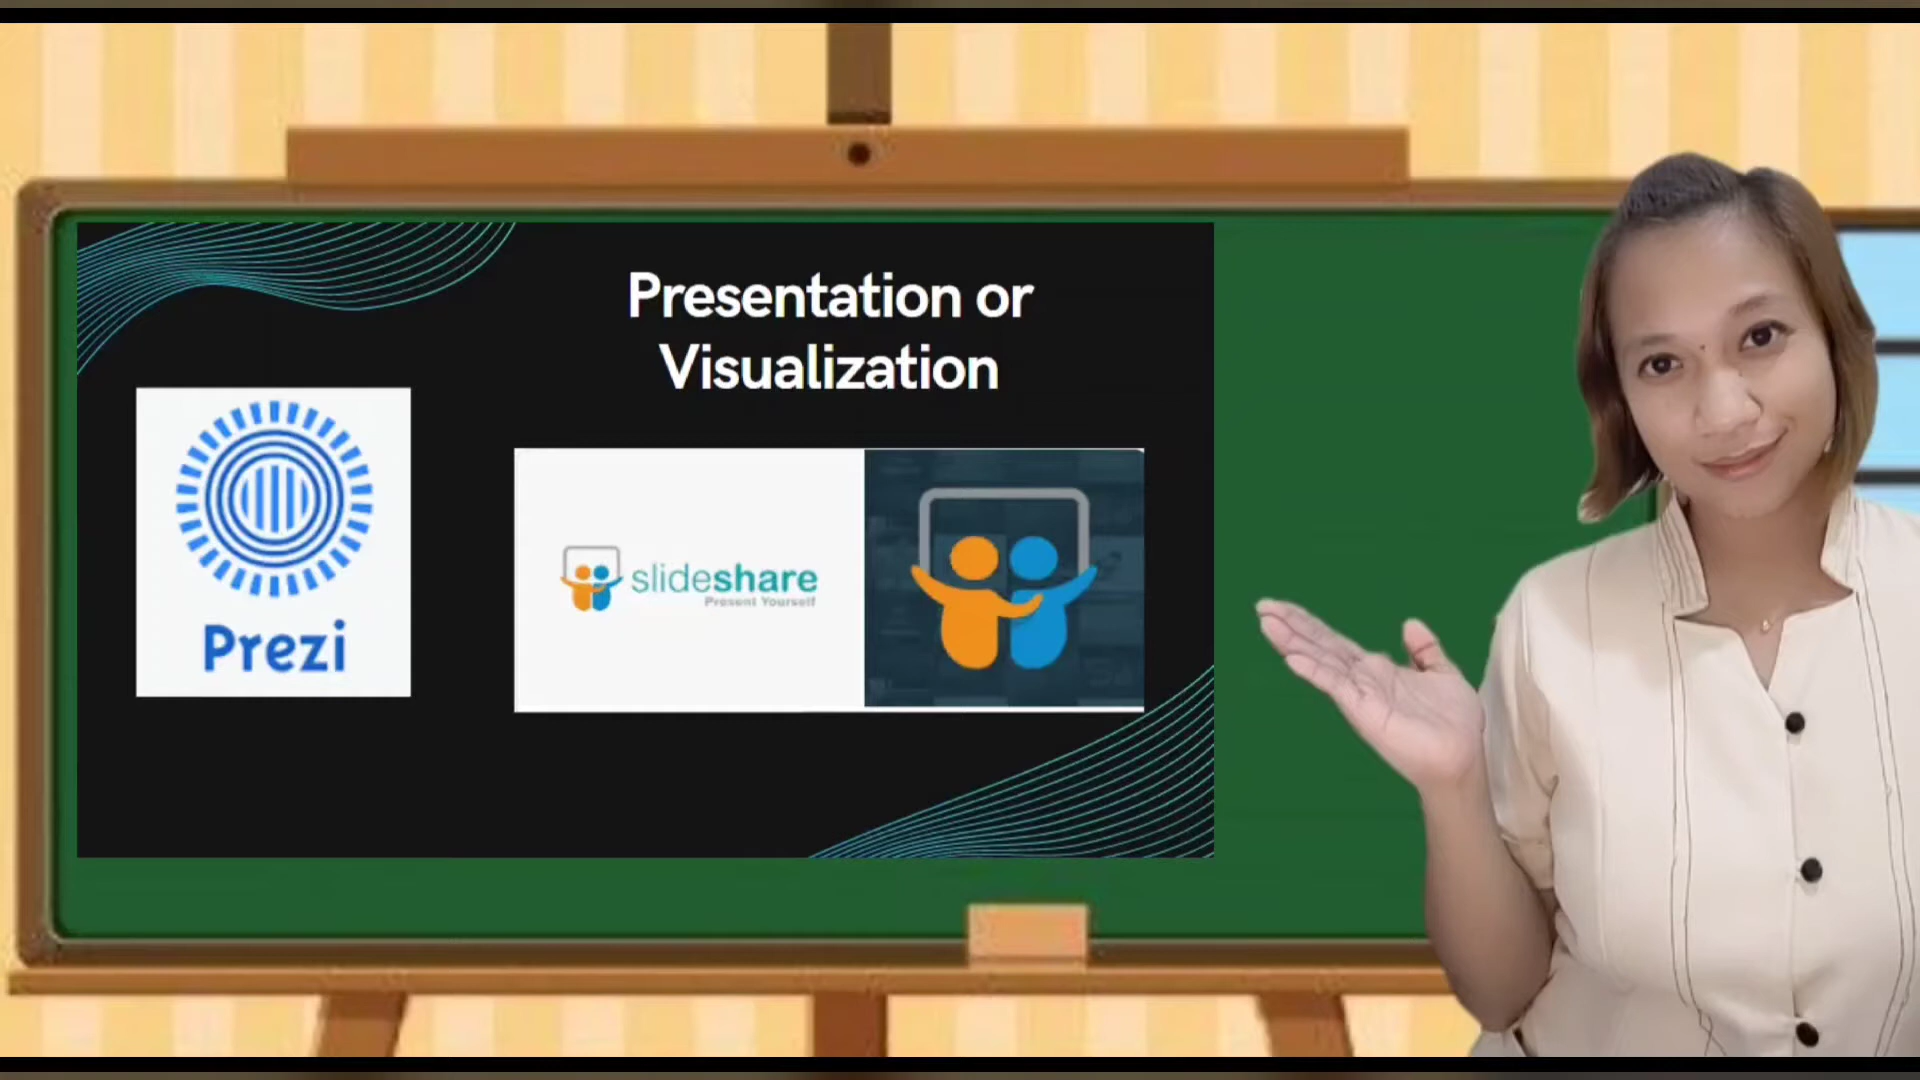 Presentation or
Visualization
Prezi
slideshare
Present Yourself